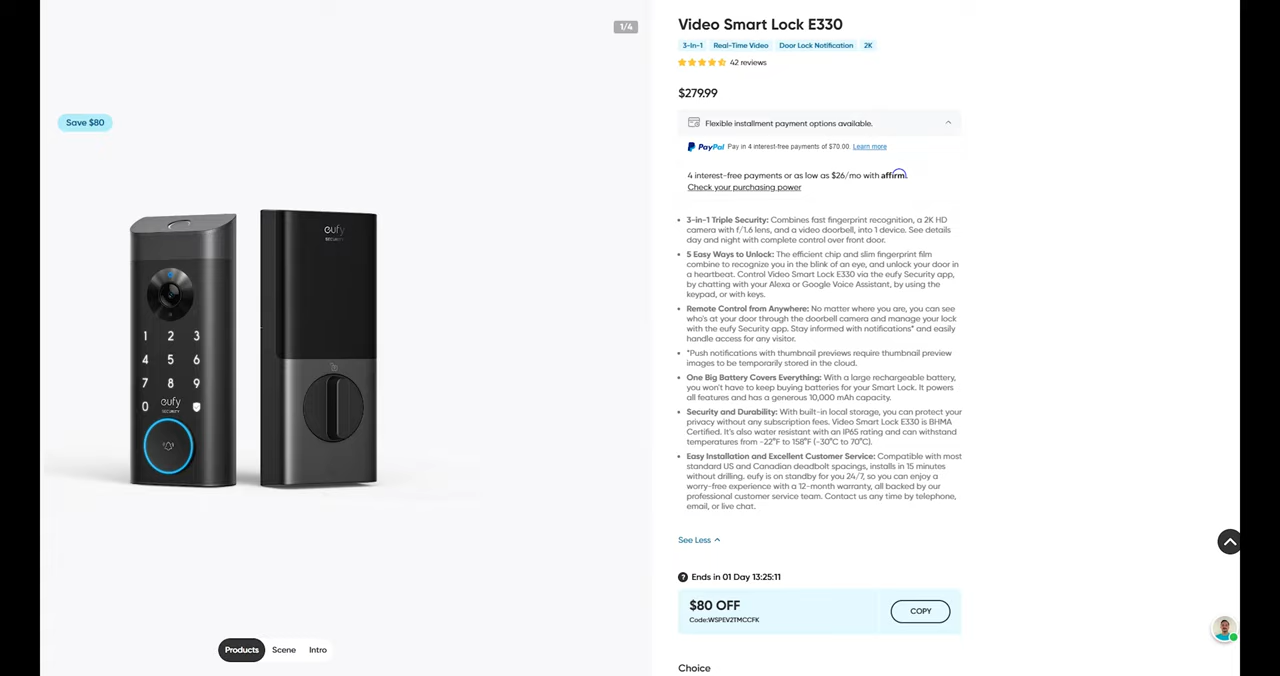 1/4
Save $80
eufy
SECURITY
1 2 3
4 5 6
7 8 9
0 eufy
SECURITY
Products Scene Intro
Video Smart Lock E330
3-In-1 Real-Time Video Door Lock Notification 2K
42 reviews
$279.99
Flexible installment payment options available.
PayPal Pay in 4 interest-free payments of $70.00. Learn more
4 interest-free payments or as low as $26/mo with affirm.
Check your purchasing power
• 3-in-1 Triple Security: Combines fast fingerprint recognition, a 2K HD
camera with f/1.6 lens, and a video doorbell, into 1 device. See details
day and night with complete control over front door.
• 5 Easy Ways to Unlock: The efficient chip and slim fingerprint film
combine to recognize you in the blink of an eye, and unlock your door in
a heartbeat. Control Video Smart Lock E330 via the eufy Security app,
by chatting with your Alexa or Google Voice Assistant, by using the
keypad, or with keys.
• Remote Control from Anywhere: No matter where you are, you can see
who's at your door through the doorbell camera and manage your lock
with the eufy Security app. Stay informed with notifications* and easily
handle access for any visitor.
• *Push notifications with thumbnail previews require thumbnail preview
images to be temporarily stored in the cloud.
• One Big Battery Covers Everything: With a large rechargeable battery,
you won't have to keep buying batteries for your Smart Lock. It powers
all features and has a generous 10,000 mAh capacity.
• Security and Durability: With built-in local storage, you can protect your
privacy without any subscription fees. Video Smart Lock E330 is BHMA
Certified. It's also water resistant with an IP65 rating and can withstand
temperatures from -22°F to 158°F (-30°C to 70°C).
• Easy Installation and Excellent Customer Service: Compatible with most
standard US and Canadian deadbolt spacings, installs in 15 minutes
without drilling. eufy is on standby for you 24/7, so you can enjoy a
worry-free experience with a 12-month warranty, all backed by our
professional customer service team. Contact us any time by telephone,
email, or live chat.
See Less
? Ends in 01 Day 13:25:11
$80 OFF
Code:WSPEV2TMCCFK
COPY
Choice